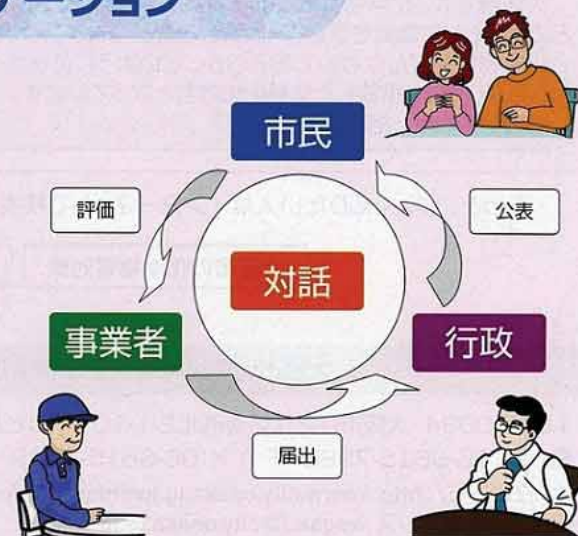 ーション
市民
評価
公表
対話
事業者
行政
届出